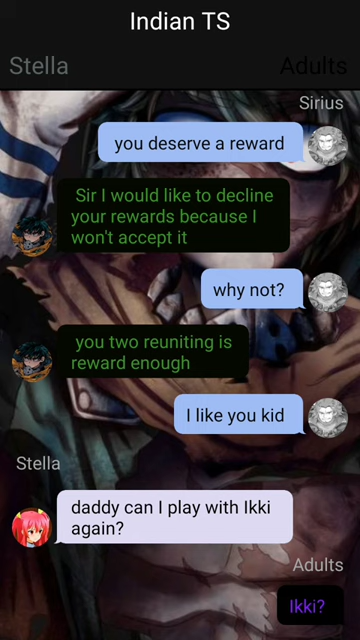 Indian TS
Stella
Adults
Sirius
you deserve a reward
Sir I would like to decline
your rewards because I
won't accept it
why not?
you two reuniting is
reward enough
I like you kid
Stella
daddy can I play with Ikki
again?
Adults
Ikki?